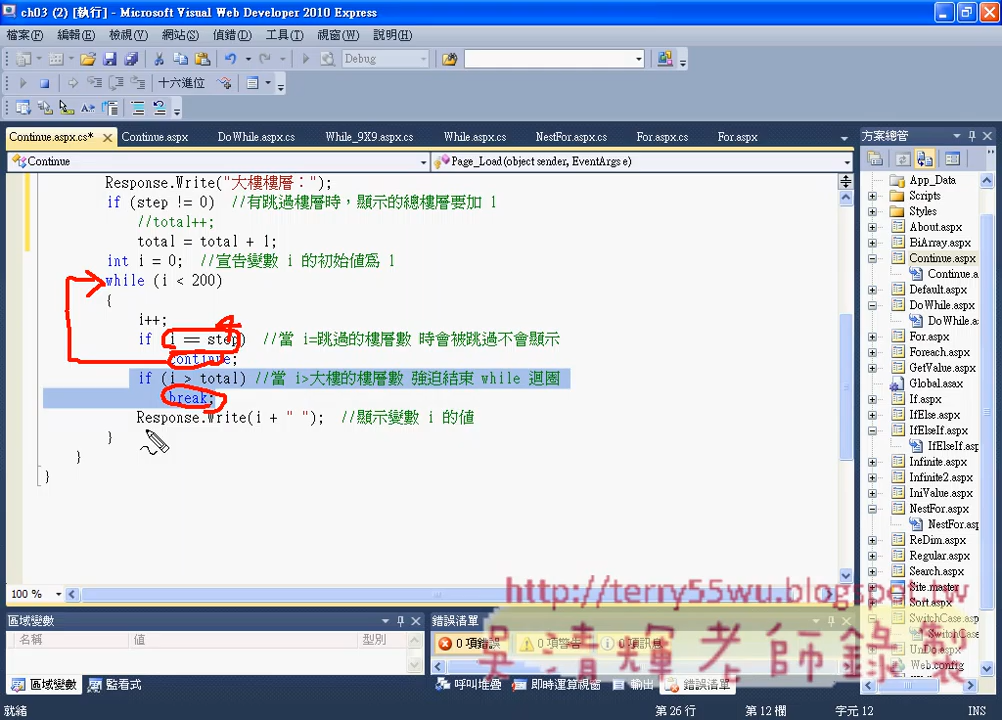 ch03 (2) [執行] - Microsoft Visual Web Developer 2010 Express
檔案(F) 編輯(E) 檢視(V) 網站(S) 偵錯(D) 工具(T) 視窗(W) 說明(H)
Debug
十六進位
Continue.aspx.cs* Continue.aspx DoWhile.aspx.cs While_9X9.aspx.cs While.aspx.cs NestFor.aspx.cs For.aspx.cs For.aspx
方案總管
Continue
Page_Load(object sender, EventArgs e)
Response.Write("大樓樓層：");
if (step != 0) //有跳過樓層時，顯示的總樓層要加 1
//total++;
total = total + 1;
int i = 0; //宣告變數 i 的初始值為 1
while (i < 200)
{
i++;
if (i == step) //當 i=跳過的樓層數 時會被跳過不會顯示
continue;
if (i > total) //當 i>大樓的樓層數 強迫結束 while 迴圈
break;
Response.Write(i + " "); //顯示變數 i 的值
}
}
}
App_Data
Scripts
Styles
About.aspx
BiArray.aspx
Continue.aspx
Continue.a
Default.aspx
DoWhile.aspx
DoWhile.as
For.aspx
Foreach.aspx
GetValue.aspx
Global.asax
If.aspx
IfElse.aspx
IfElseIf.aspx
IfElseIf.asp
Infinite.aspx
Infinite2.aspx
IniValue.aspx
NestFor.aspx
NestFor.asp
ReDim.aspx
Regular.aspx
Search.aspx
Site.master
Sort.aspx
SwitchCase.asp
SwitchCase
UnDo.aspx
Web.config
100 %
http://terry55wu.blogspot.tw
吳清輝老師錄製
區域變數
名稱 值 型別
錯誤清單
0 項錯誤 0 項警告 0 項訊息
區域變數 監看式
呼叫堆疊 即時運算視窗 輸出 錯誤清單
就緒 第 26 行 第 12 欄 字元 12 INS